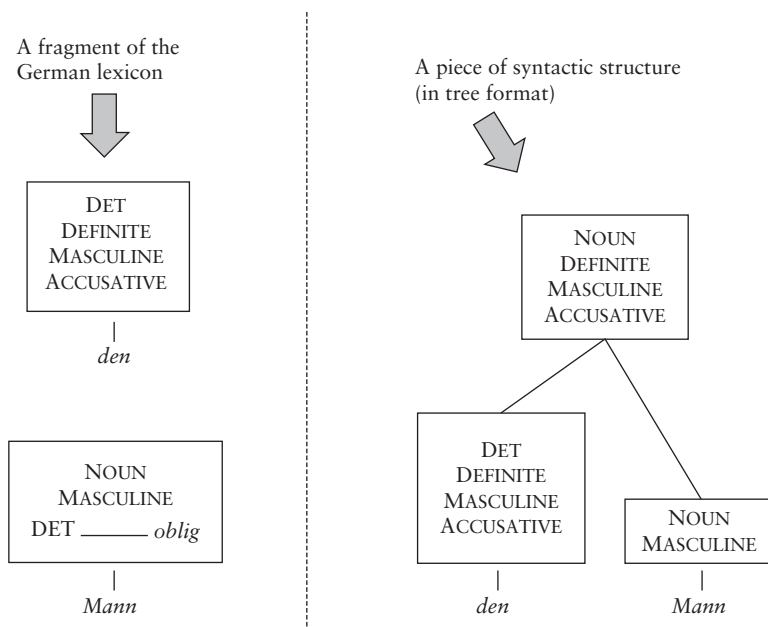 A fragment of the
German lexicon
DET
DEFINITE
MASCULINE
ACCUSATIVE
den
NOUN
MASCULINE
DET ______ oblig
Mann
A piece of syntactic structure
(in tree format)
NOUN
DEFINITE
MASCULINE
ACCUSATIVE
DET
DEFINITE
MASCULINE
ACCUSATIVE
den
NOUN
MASCULINE
Mann